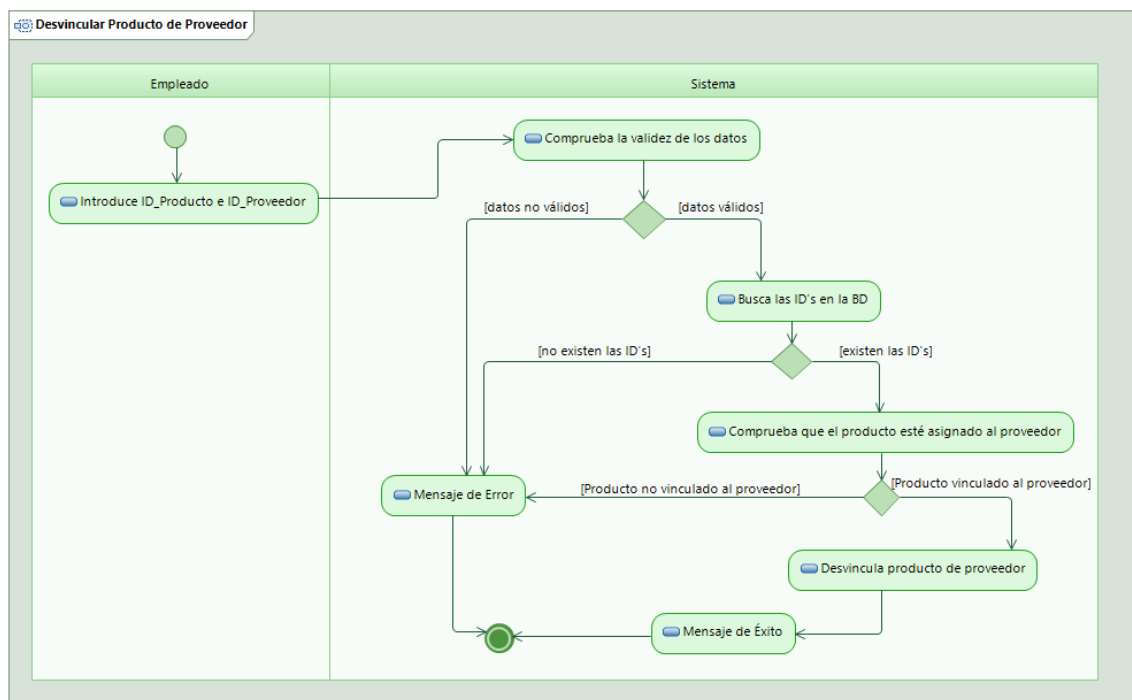 Desvincular Producto de Proveedor
Empleado
Sistema
Comprueba la validez de los datos
Introduce ID_Producto e ID_Proveedor
[datos no válidos]
[datos válidos]
Busca las ID's en la BD
[no existen las ID's]
[existen las ID's]
Comprueba que el producto esté asignado al proveedor
Mensaje de Error
[Producto no vinculado al proveedor]
[Producto vinculado al proveedor]
Desvincula producto de proveedor
Mensaje de Éxito